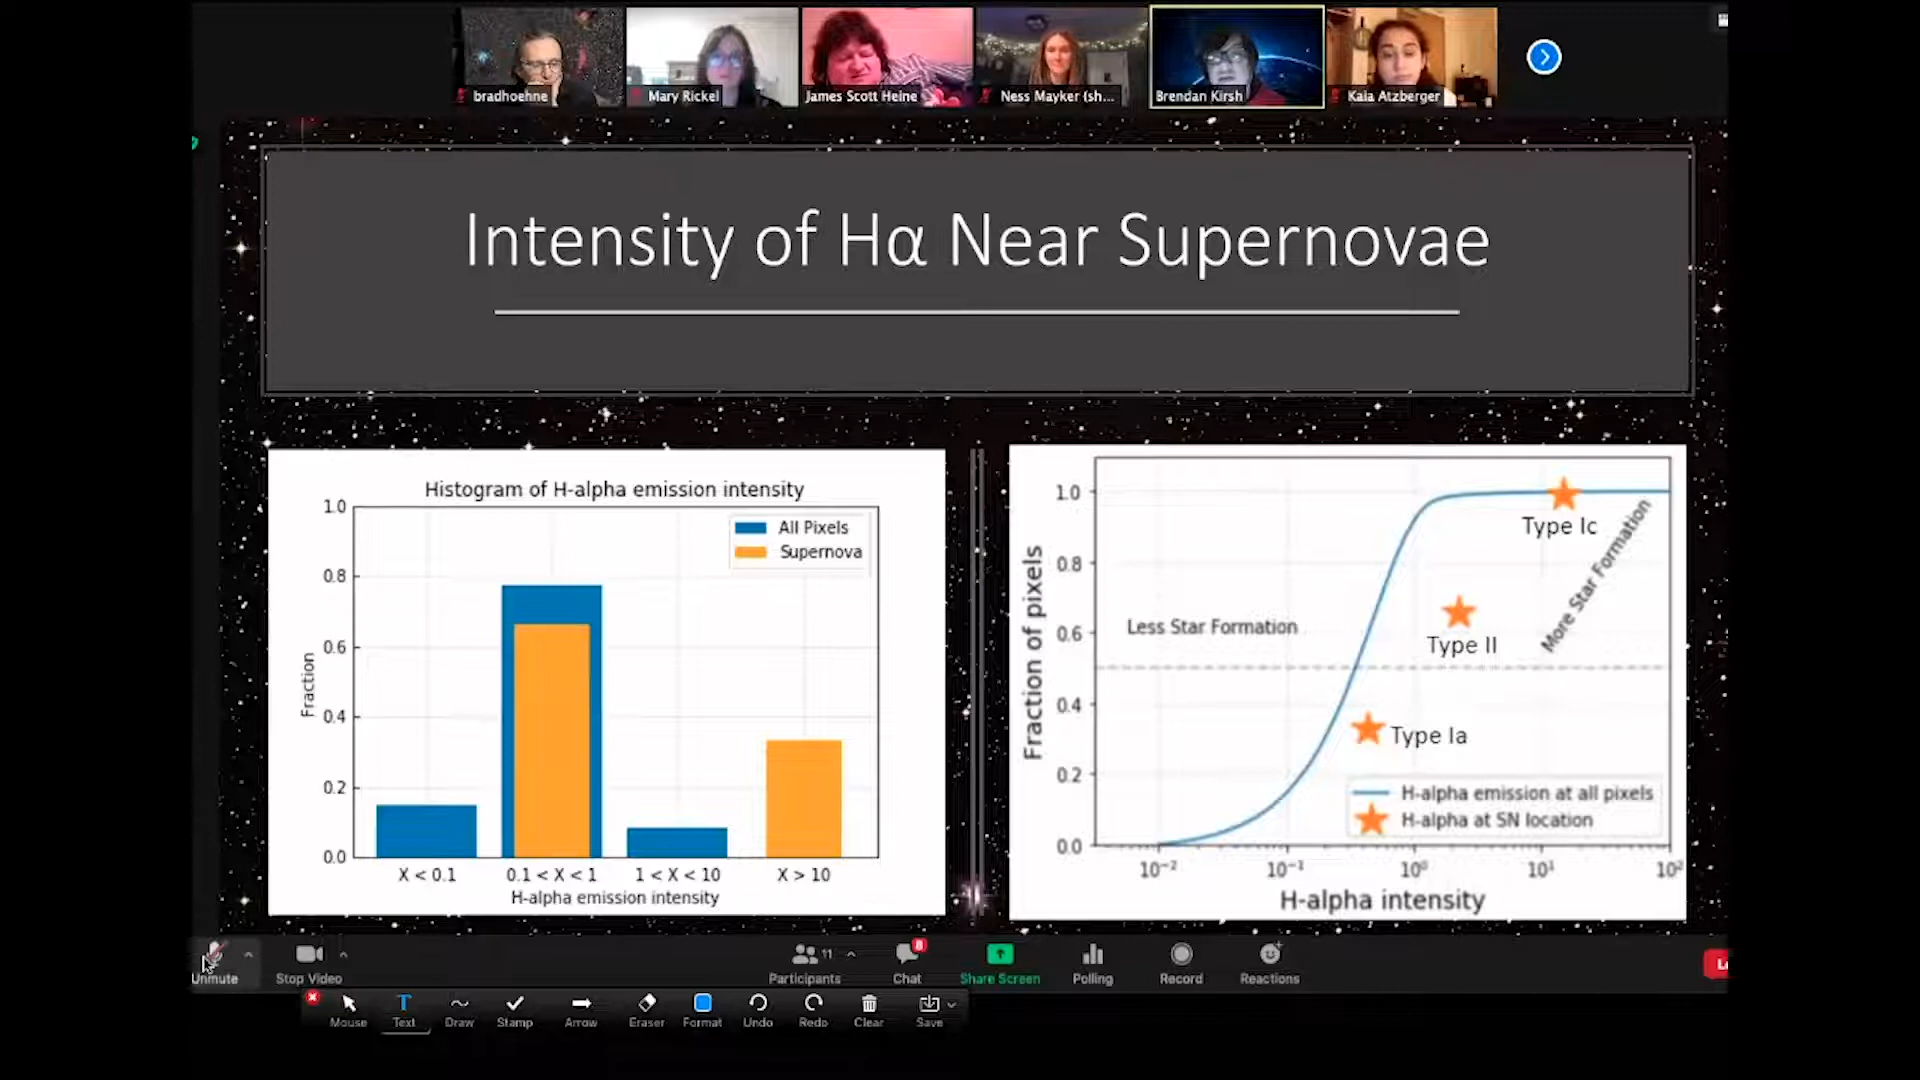 bradhoehne
Mary Rickel
James Scott Heine
Ness Mayker (sh...
Brendan Kirsh
Kaia Atzberger
Intensity of Hα Near Supernovae
Histogram of H-alpha emission intensity
All Pixels
Supernova
1.0
0.8
0.6
0.4
0.2
0.0
Fraction
X < 0.1
0.1 < X < 1
1 < X < 10
X > 10
H-alpha emission intensity
Fraction of pixels
1.0
0.8
0.6
0.4
0.2
0.0
Type Ic
More Star Formation
Less Star Formation
Type II
Type Ia
H-alpha emission at all pixels
H-alpha at SN location
10⁻²
10⁻¹
10⁰
10¹
10²
H-alpha intensity
Unmute
Stop Video
Participants
11
Chat
8
Share Screen
Polling
Record
Reactions
Mouse
Text
Draw
Stamp
Arrow
Eraser
Format
Undo
Redo
Clear
Save